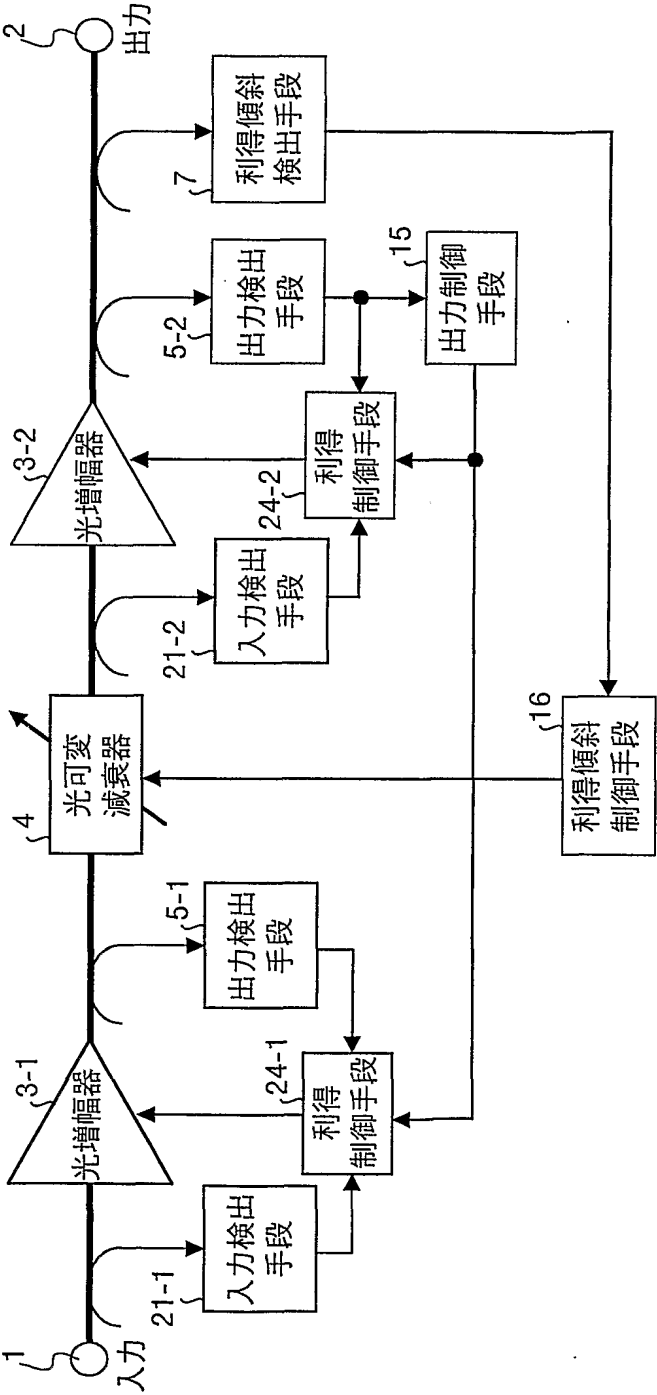 1
入力
21-1
入力検出
手段
3-1
光増幅器
24-1
利得
制御手段
5-1
出力検出
手段
4
光可変
減衰器
16
利得傾斜
制御手段
21-2
入力検出
手段
3-2
光増幅器
24-2
利得
制御手段
5-2
出力検出
手段
15
出力制御
手段
7
利得傾斜
検出手段
2
出力